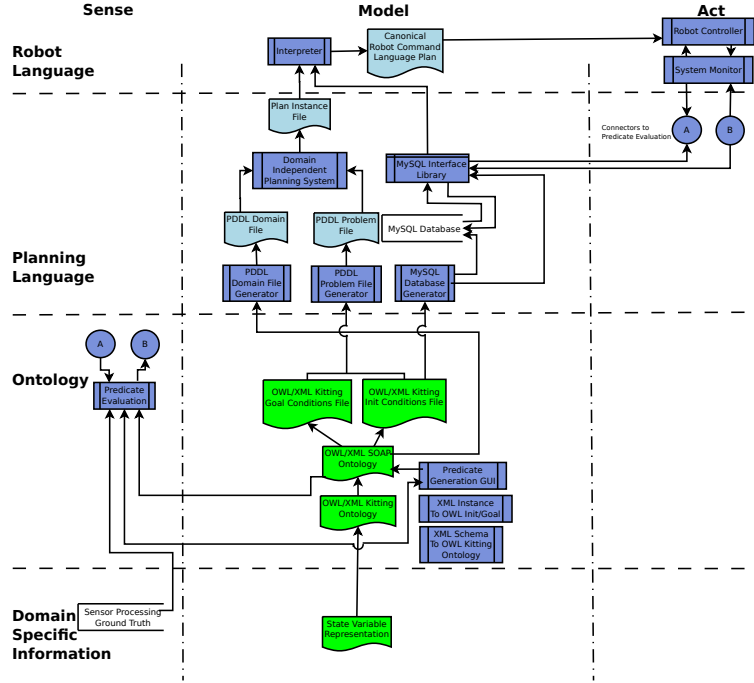 Sense
Model
Act
Robot
Language
Interpreter
Canonical
Robot Command
Language Plan
Robot Controller
System Monitor
Plan Instance
File
Connectors to
Predicate Evaluation
A
B
Domain
Independent
Planning System
MySQL Interface
Library
PDDL Domain
File
PDDL Problem
File
MySQL Database
Planning
Language
PDDL
Domain File
Generator
PDDL
Problem File
Generator
MySQL
Database
Generator
A
B
Ontology
Predicate
Evaluation
OWL/XML Kitting
Goal Conditions File
OWL/XML Kitting
Init Conditions File
OWL/XML SOAP
Ontology
Predicate
Generation GUI
OWL/XML Kitting
Ontology
XML Instance
To OWL Init/Goal
XML Schema
To OWL Kitting
Ontology
Domain
Specific
Information
Sensor Processing
Ground Truth
State Variable
Representation